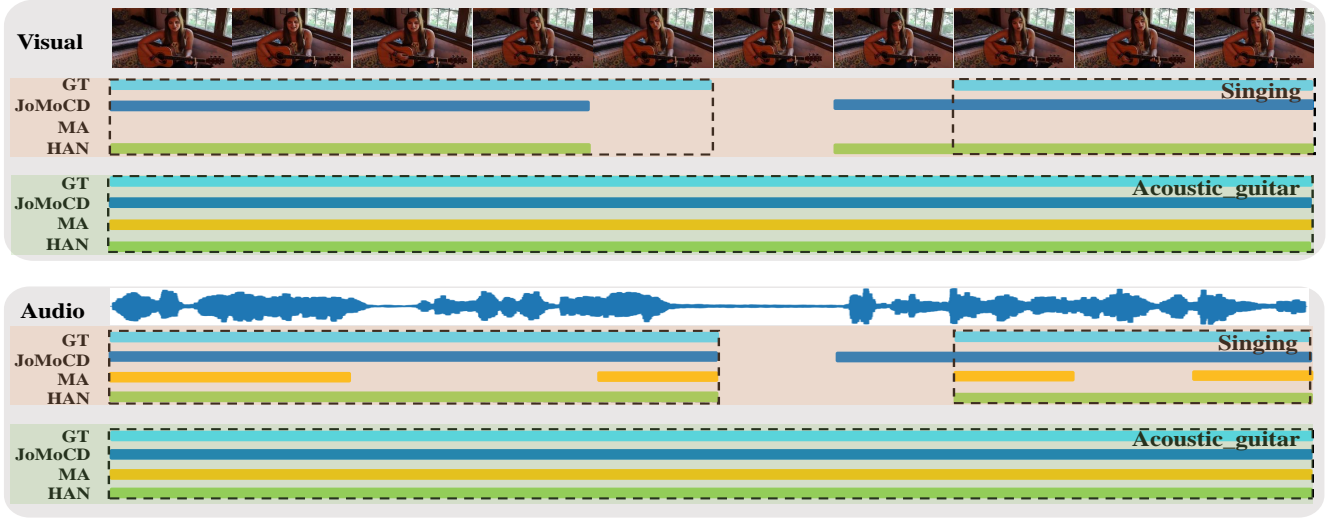 Visual
GT
Singing
JoMoCD
MA
HAN
GT
Acoustic_guitar
JoMoCD
MA
HAN
Audio
GT
Singing
JoMoCD
MA
HAN
GT
Acoustic_guitar
JoMoCD
MA
HAN